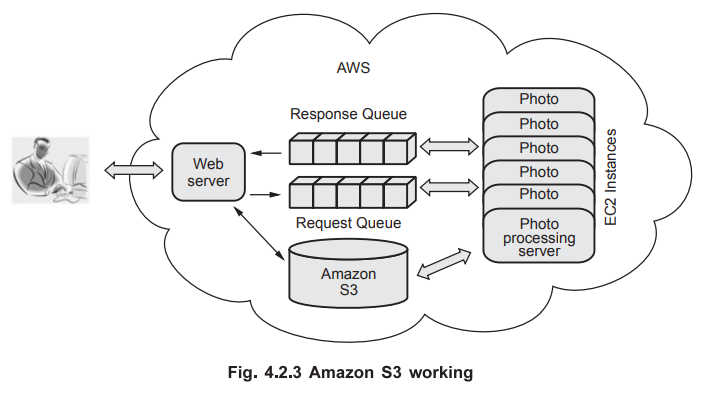 AWS
Response Queue
Web
server
Request Queue
Amazon
S3
Photo
Photo
Photo
Photo
Photo
Photo
processing
server
EC2 Instances
Fig. 4.2.3 Amazon S3 working